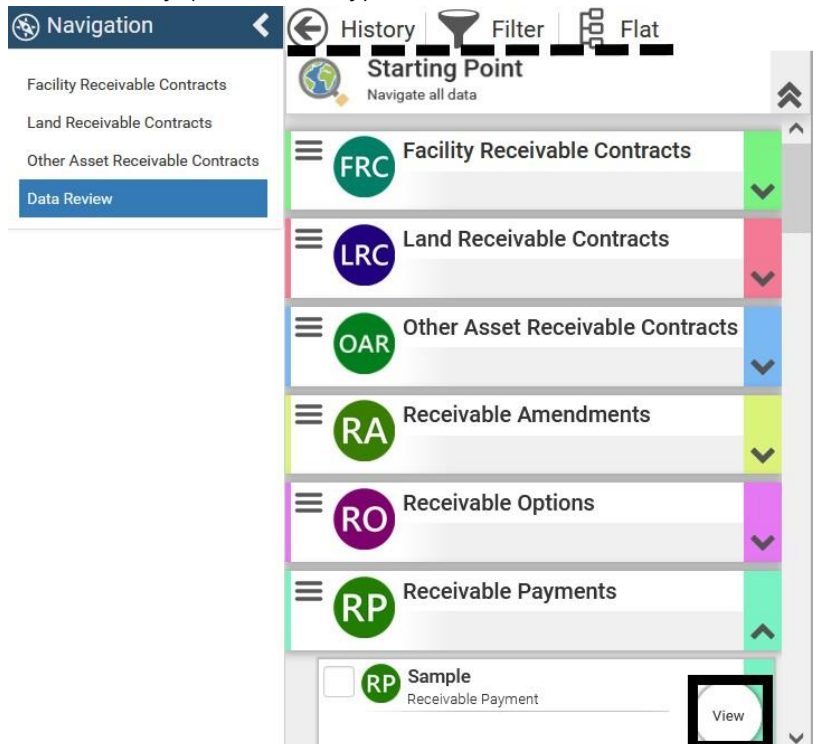 Navigation
History Filter Flat
Starting Point
Navigate all data
Facility Receivable Contracts
Land Receivable Contracts
Other Asset Receivable Contracts
Data Review
FRC Facility Receivable Contracts
LRC Land Receivable Contracts
OAR Other Asset Receivable Contracts
RA Receivable Amendments
RO Receivable Options
RP Receivable Payments
RP Sample
Receivable Payment
View